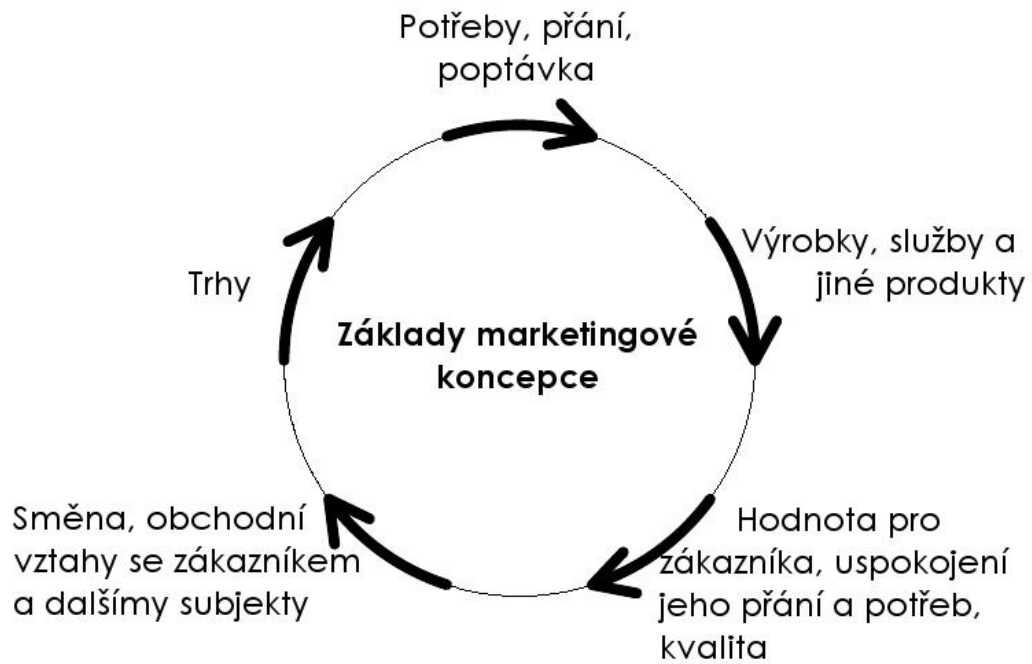 Potřeby, přání,
poptávka
Výrobky, služby a
jiné produkty
Trhy
Základy marketingové
koncepce
Směna, obchodní
vztahy se zákazníkem
a dalšímy subjekty
Hodnota pro
zákazníka, uspokojení
jeho přání a potřeb,
kvalita